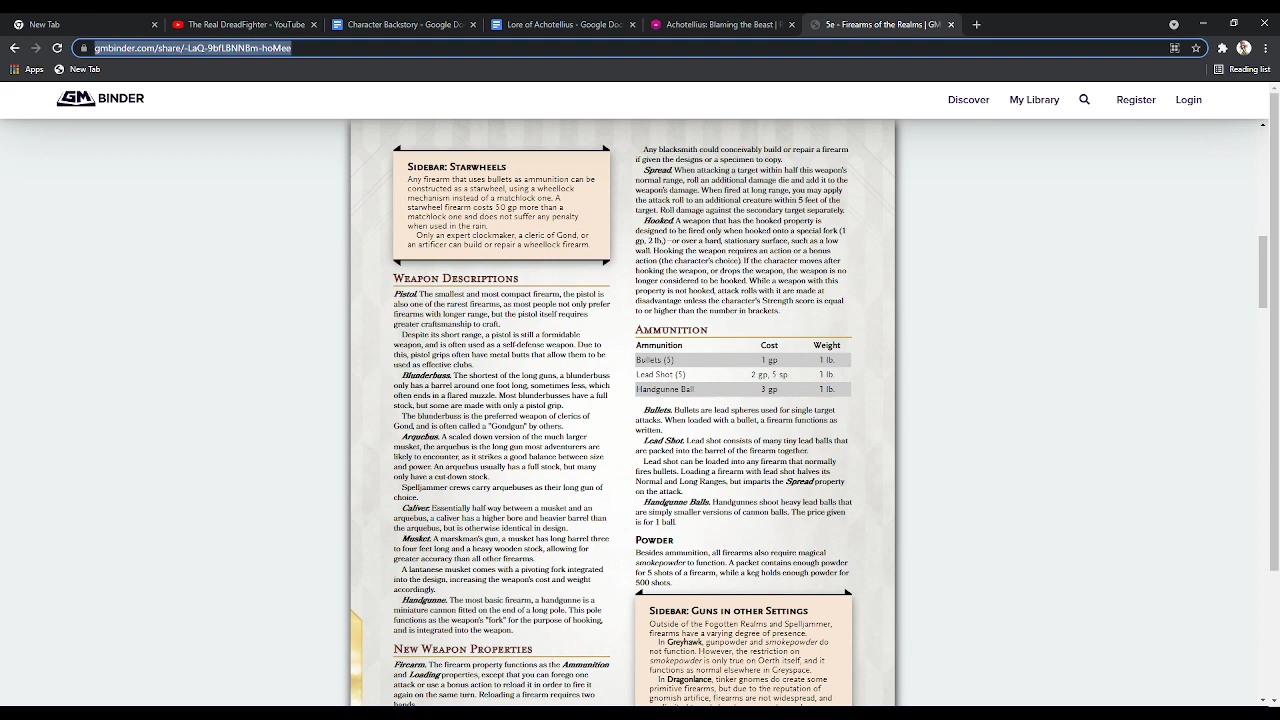 New Tab
The Real DreadFighter - YouTube
Character Backstory - Google Do
Lore of Achotellius - Google Doc
Achotellius: Blaming the Beast |
5e - Firearms of the Realms | GM
gmbinder.com/share/-LaQ-9bfLBNNBm-hoMee
Apps
New Tab
Reading list
GM BINDER
Discover
My Library
Register
Login
Sidebar: Starwheels
Any firearm that uses bullets as ammunition can be
constructed as a starwheel, using a wheellock
mechanism instead of a matchlock one. A
starwheel firearm costs 50 gp more than a
matchlock one and does not suffer any penalty
when used in the rain.
Only an expert clockmaker, a cleric of Gond, or
an artificer can build or repair a wheellock firearm.
Weapon Descriptions
Pistol. The smallest and most compact firearm, the pistol is
also one of the rarest firearms, as most people not only prefer
firearms with longer range, but the pistol itself requires
greater craftsmanship to craft.
Despite its short range, a pistol is still a formidable
weapon, and is often used as a self-defense weapon. Due to
this, pistol grips often have metal butts that allow them to be
used as effective clubs.
Blunderbuss. The shortest of the long guns, a blunderbuss
only has a barrel around one foot long, sometimes less, which
often ends in a flared muzzle. Most blunderbusses have a full
stock, but some are made with only a pistol grip.
The blunderbuss is the preferred weapon of clerics of
Gond, and is often called a "Gondgun" by others.
Arquebus. A scaled down version of the much larger
musket, the arquebus is the long gun most adventurers are
likely to encounter, as it strikes a good balance between size
and power. An arquebus usually has a full stock, but many
only have a cut-down stock.
Spelljammer crews carry arquebuses as their long gun of
choice.
Caliver. Essentially half-way between a musket and an
arquebus, a caliver has a higher bore and heavier barrel than
the arquebus, but is otherwise identical in design.
Musket. A marskman's gun, a musket has long barrel three
to four feet long and a heavy wooden stock, allowing for
greater accuracy than all other firearms.
A lantanese musket comes with a pivoting fork integrated
into the design, increasing the weapon's cost and weight
accordingly.
Handgunne. The most basic firearm, a handgunne is a
miniature cannon fitted on the end of a long pole. This pole
functions as the weapon's "fork" for the purpose of hooking,
and is integrated into the weapon.
New Weapon Properties
Firearm. The firearm property functions as the Ammunition
and Loading properties, except that you can forego one
attack or use a bonus action to reload it in order to fire it
again on the same turn. Reloading a firearm requires two
hands.
Any blacksmith could conceivably build or repair a firearm
if given the designs or a specimen to copy.
Spread. When attacking a target within half this weapon's
normal range, roll an additional damage die and add it to the
weapon's damage. When fired at long range, you may apply
the attack roll to an additional creature within 5 feet of the
target. Roll damage against the secondary target separately.
Hooked. A weapon that has the hooked property is
designed to be fired only when hooked onto a special fork (1
gp, 2 lb.) —or over a hard, stationary surface, such as a low
wall. Hooking the weapon requires an action or a bonus
action (the character's choice). If the character moves after
hooking the weapon, or drops the weapon, the weapon is no
longer considered to be hooked. While a weapon with this
property is not hooked, attack rolls with it are made at
disadvantage unless the character's Strength score is equal
to or higher than the number in brackets.
Ammunition
Ammunition Cost Weight
Bullets (5) 1 gp 1 lb.
Lead Shot (5) 2 gp, 5 sp 1 lb.
Handgunne Ball 3 gp 1 lb.
Bullets. Bullets are lead spheres used for single target
attacks. When loaded with a bullet, a firearm functions as
written.
Lead Shot. Lead shot consists of many tiny lead balls that
are packed into the barrel of the firearm together.
Lead shot can be loaded into any firearm that normally
fires bullets. Loading a firearm with lead shot halves its
Normal and Long Ranges, but imparts the Spread property
on the attack.
Handgunne Balls. Handgunnes shoot heavy lead balls that
are simply smaller versions of cannon balls. The price given
is for 1 ball.
Powder
Besides ammunition, all firearms also require magical
smokepowder to function. A packet contains enough powder
for 5 shots of a firearm, while a keg holds enough powder for
500 shots.
Sidebar: Guns in other Settings
Outside of the Fogotten Realms and Spelljammer,
firearms have a varying degree of presence.
In Greyhawk, gunpowder and smokepowder do
not function. However, the restriction on
smokepowder is only true on Oerth itself, and it
functions as normal elsewhere in Greyspace.
In Dragonlance, tinker gnomes do create some
primitive firearms, but due to the reputation of
gnomish artifice, firearms are not widespread, and